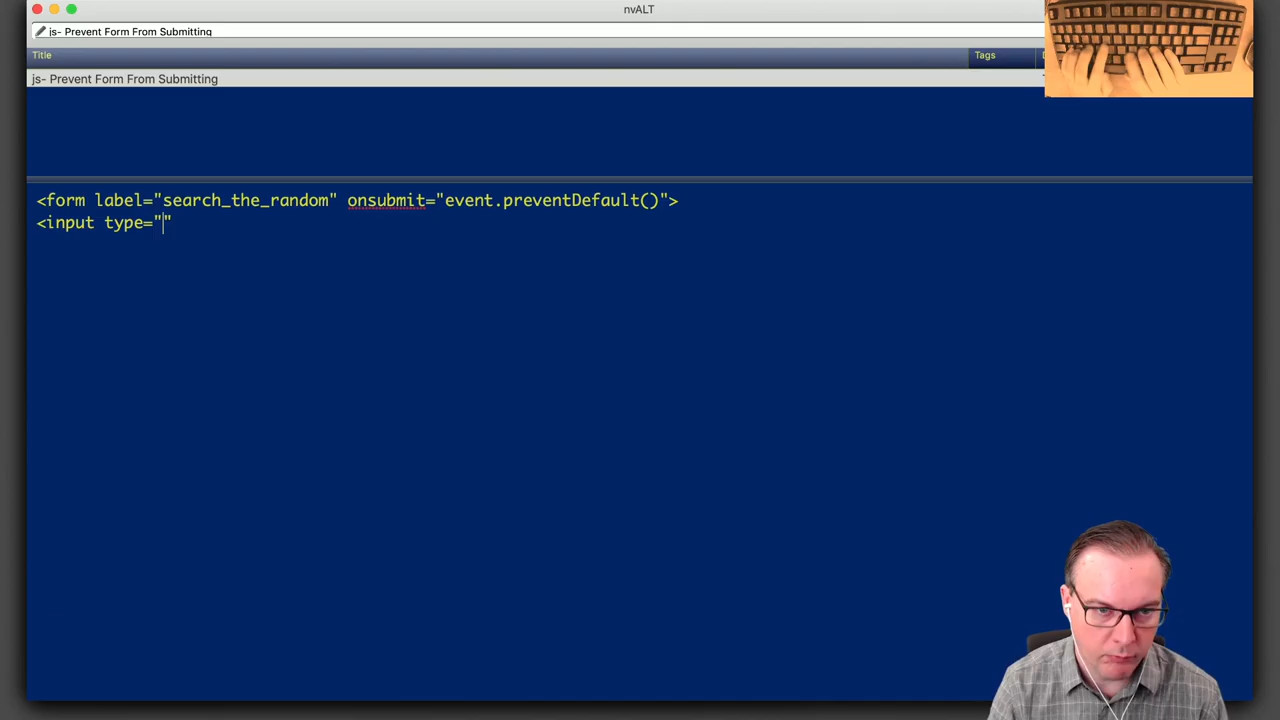 nvALT
js- Prevent Form From Submitting
Title
Tags
js- Prevent Form From Submitting
<form label="search_the_random" onsubmit="event.preventDefault()">
<input type=""